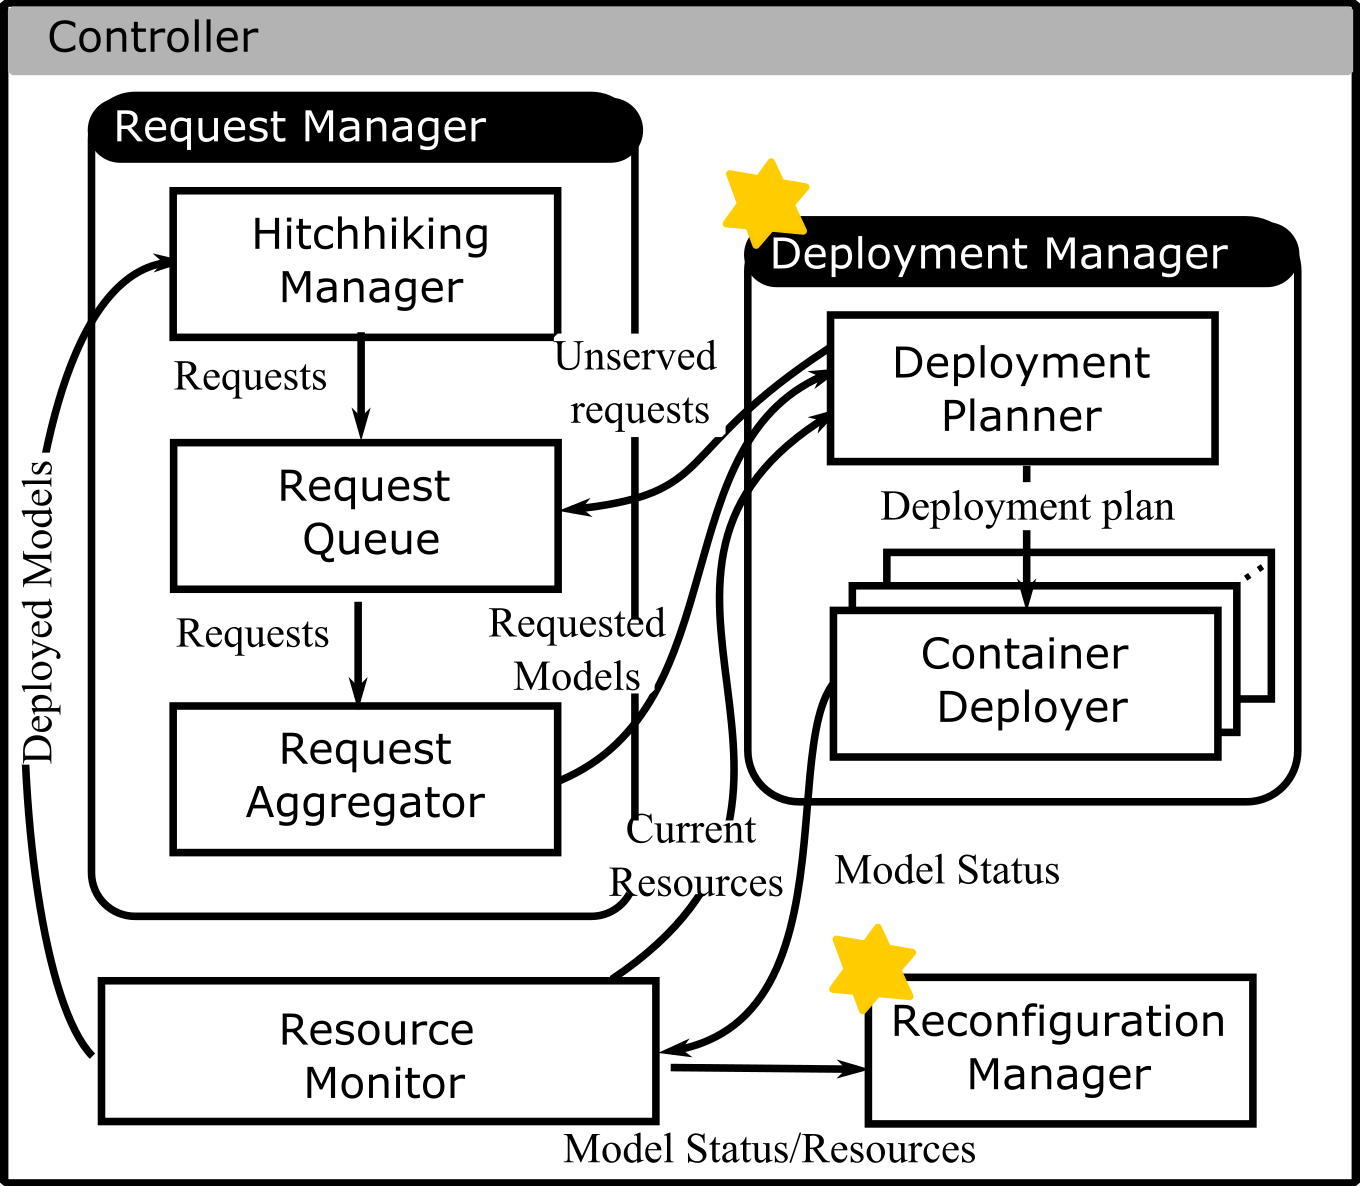 Controller
Request Manager
Hitchhiking
Manager
Requests
Unserved
requests
Request
Queue
Requests
Requested
Models
Request
Aggregator
Deployed Models
Deployment Manager
Deployment
Planner
Deployment plan
Container
Deployer
Current
Resources
Model Status
Resource
Monitor
Reconfiguration
Manager
Model Status/Resources